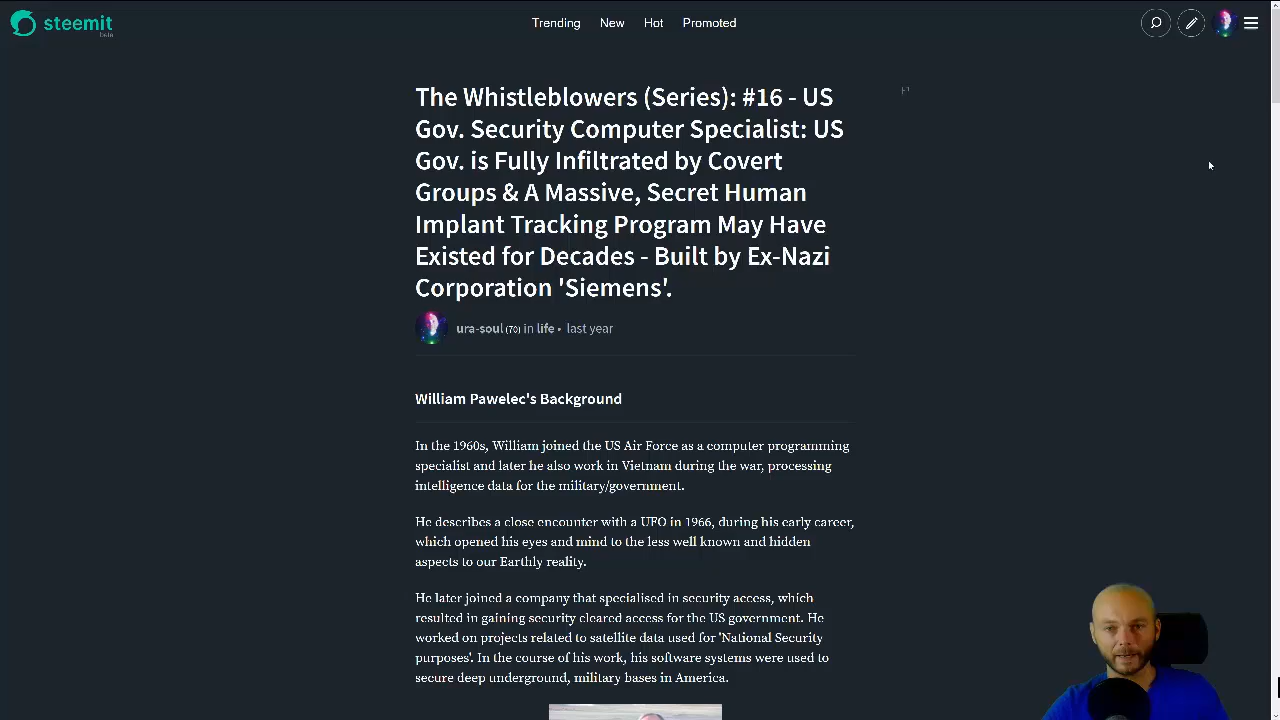 steemit
beta
Trending New Hot Promoted
The Whistleblowers (Series): #16 - US
Gov. Security Computer Specialist: US
Gov. is Fully Infiltrated by Covert
Groups & A Massive, Secret Human
Implant Tracking Program May Have
Existed for Decades - Built by Ex-Nazi
Corporation 'Siemens'.
ura-soul (70) in life • last year
William Pawelec's Background
In the 1960s, William joined the US Air Force as a computer programming
specialist and later he also work in Vietnam during the war, processing
intelligence data for the military/government.
He describes a close encounter with a UFO in 1966, during his early career,
which opened his eyes and mind to the less well known and hidden
aspects to our Earthly reality.
He later joined a company that specialised in security access, which
resulted in gaining security cleared access for the US government. He
worked on projects related to satellite data used for 'National Security
purposes'. In the course of his work, his software systems were used to
secure deep underground, military bases in America.